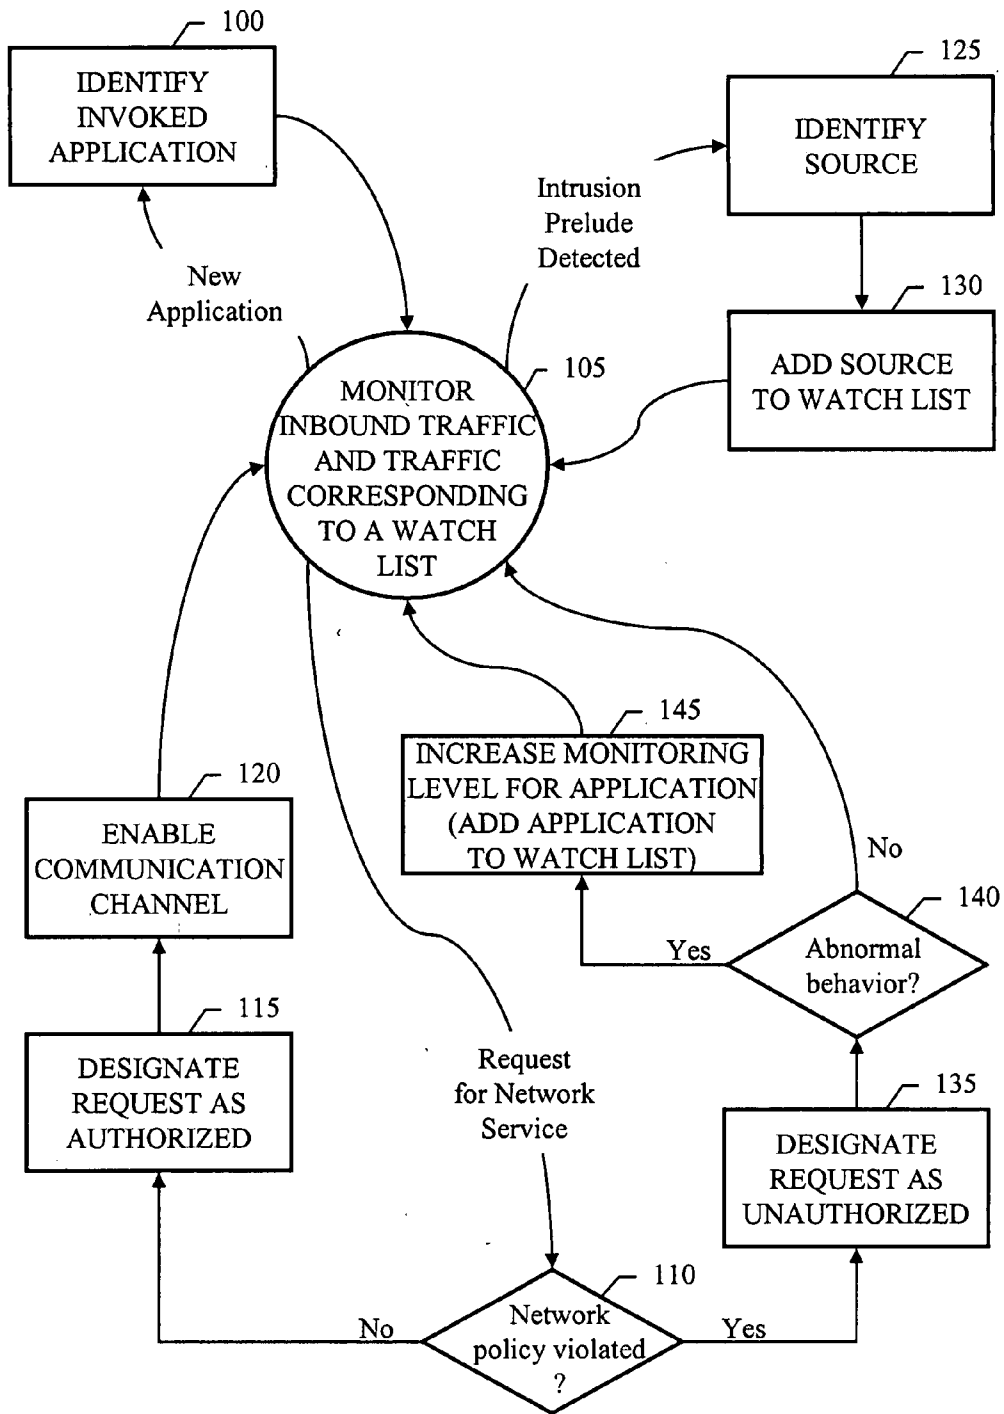 100
IDENTIFY
INVOKED
APPLICATION
125
IDENTIFY
SOURCE
Intrusion
Prelude
Detected
New
Application
130
ADD SOURCE
TO WATCH LIST
105
MONITOR
INBOUND TRAFFIC
AND TRAFFIC
CORRESPONDING
TO A WATCH
LIST
145
INCREASE MONITORING
LEVEL FOR APPLICATION
(ADD APPLICATION
TO WATCH LIST)
120
ENABLE
COMMUNICATION
CHANNEL
No
140
Abnormal
behavior?
Yes
115
DESIGNATE
REQUEST AS
AUTHORIZED
Request
for Network
Service
135
DESIGNATE
REQUEST AS
UNAUTHORIZED
110
Network
policy violated
?
No
Yes